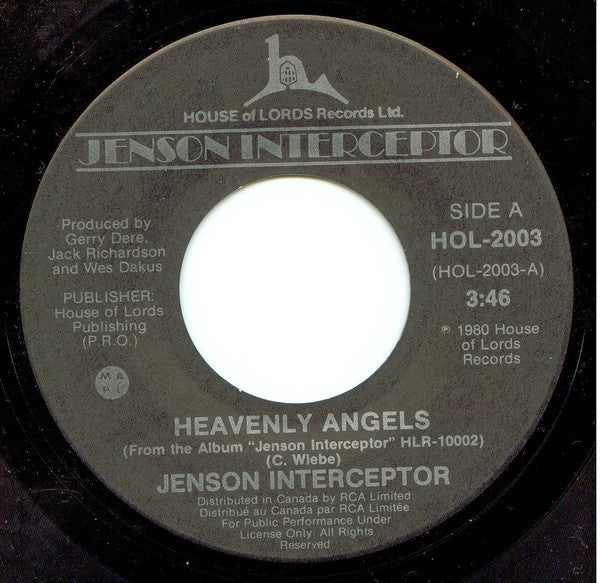 HOUSE of LORDS Records Ltd.
JENSON INTERCEPTOR
Produced by
Gerry Dere,
Jack Richardson
and Wes Dakus
PUBLISHER:
House of Lords
Publishing
(P.R.O.)
M A
P L
SIDE A
HOL-2003
(HOL-2003-A)
3:46
℗ 1980 House
of Lords
Records
HEAVENLY ANGELS
(From the Album "Jenson Interceptor" HLR-10002)
(C. Wiebe)
JENSON INTERCEPTOR
Distributed in Canada by RCA Limited
Distribué au Canada par RCA Limitée
For Public Performance Under
License Only. All Rights
Reserved